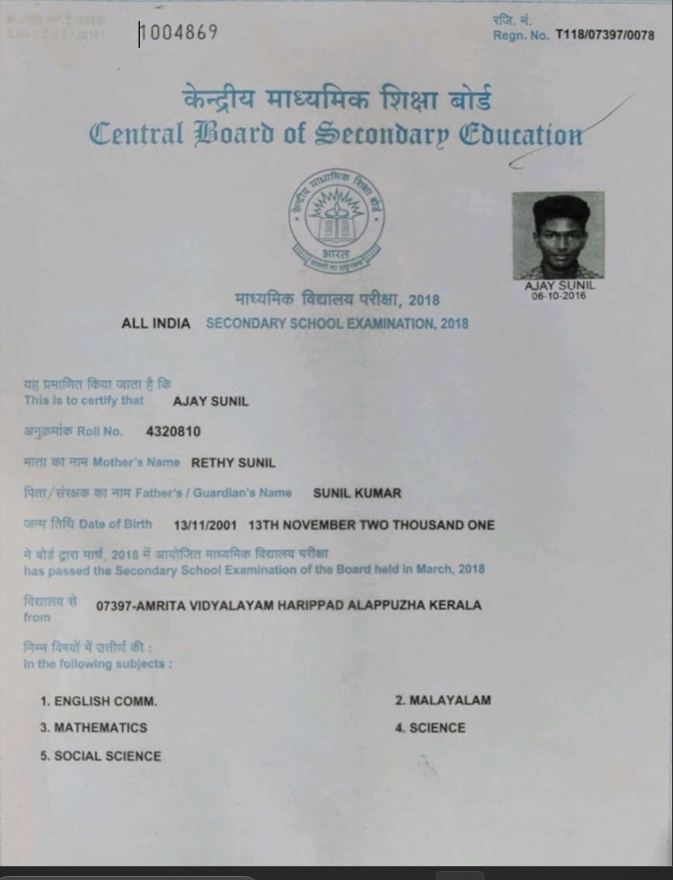 1004869
रजि. नं.
Regn. No. T118/07397/0078
केन्द्रीय माध्यमिक शिक्षा बोर्ड
Central Board of Secondary Education
केन्द्रीय माध्यमिक शिक्षा बोर्ड
भारत
AJAY SUNIL
06-10-2016
माध्यमिक विद्यालय परीक्षा, 2018
ALL INDIA SECONDARY SCHOOL EXAMINATION, 2018
यह प्रमाणित किया जाता है कि
This is to certify that AJAY SUNIL
अनुक्रमांक Roll No. 4320810
माता का नाम Mother's Name RETHY SUNIL
पिता/संरक्षक का नाम Father's / Guardian's Name SUNIL KUMAR
जन्म तिथि Date of Birth 13/11/2001 13TH NOVEMBER TWO THOUSAND ONE
ने बोर्ड द्वारा मार्च, 2018 में आयोजित माध्यमिक विद्यालय परीक्षा
has passed the Secondary School Examination of the Board held in March, 2018
विद्यालय से 07397-AMRITA VIDYALAYAM HARIPPAD ALAPPUZHA KERALA
from
निम्न विषयों में उत्तीर्ण की :
in the following subjects :
1. ENGLISH COMM. 2. MALAYALAM
3. MATHEMATICS 4. SCIENCE
5. SOCIAL SCIENCE